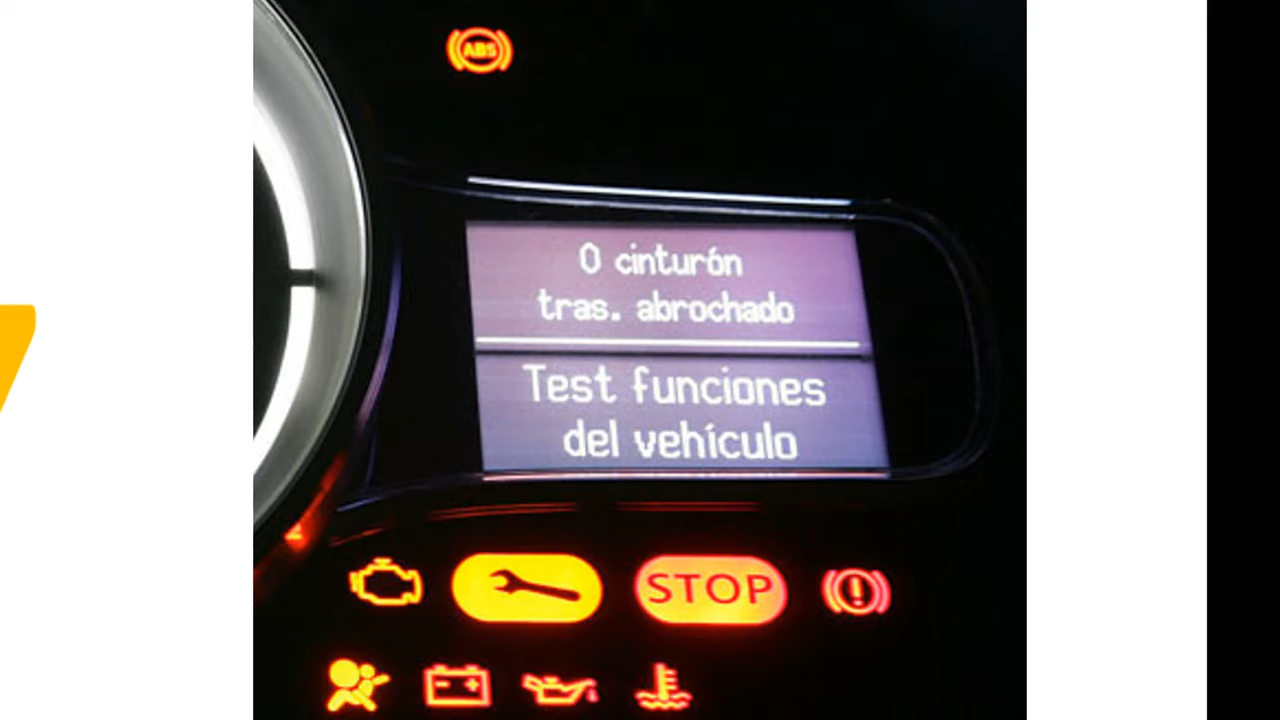 ABS
0 cinturón
tras. abrochado
Test funciones
del vehículo
STOP